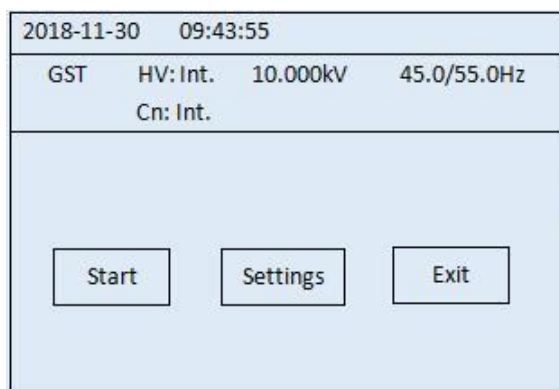 2018-11-30 09:43:55
GST HV: Int. 10.000kV 45.0/55.0Hz
Cn: Int.
Start Settings Exit